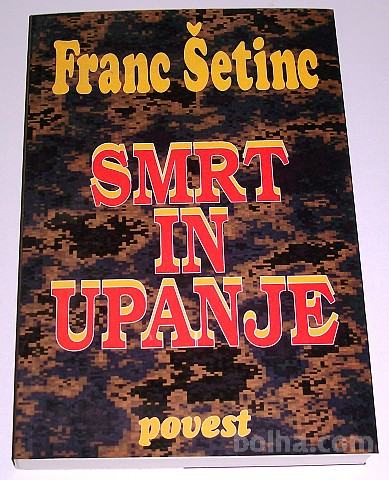 Franc Šetinc
SMRT
IN
UPANJE
povest
bolha.com